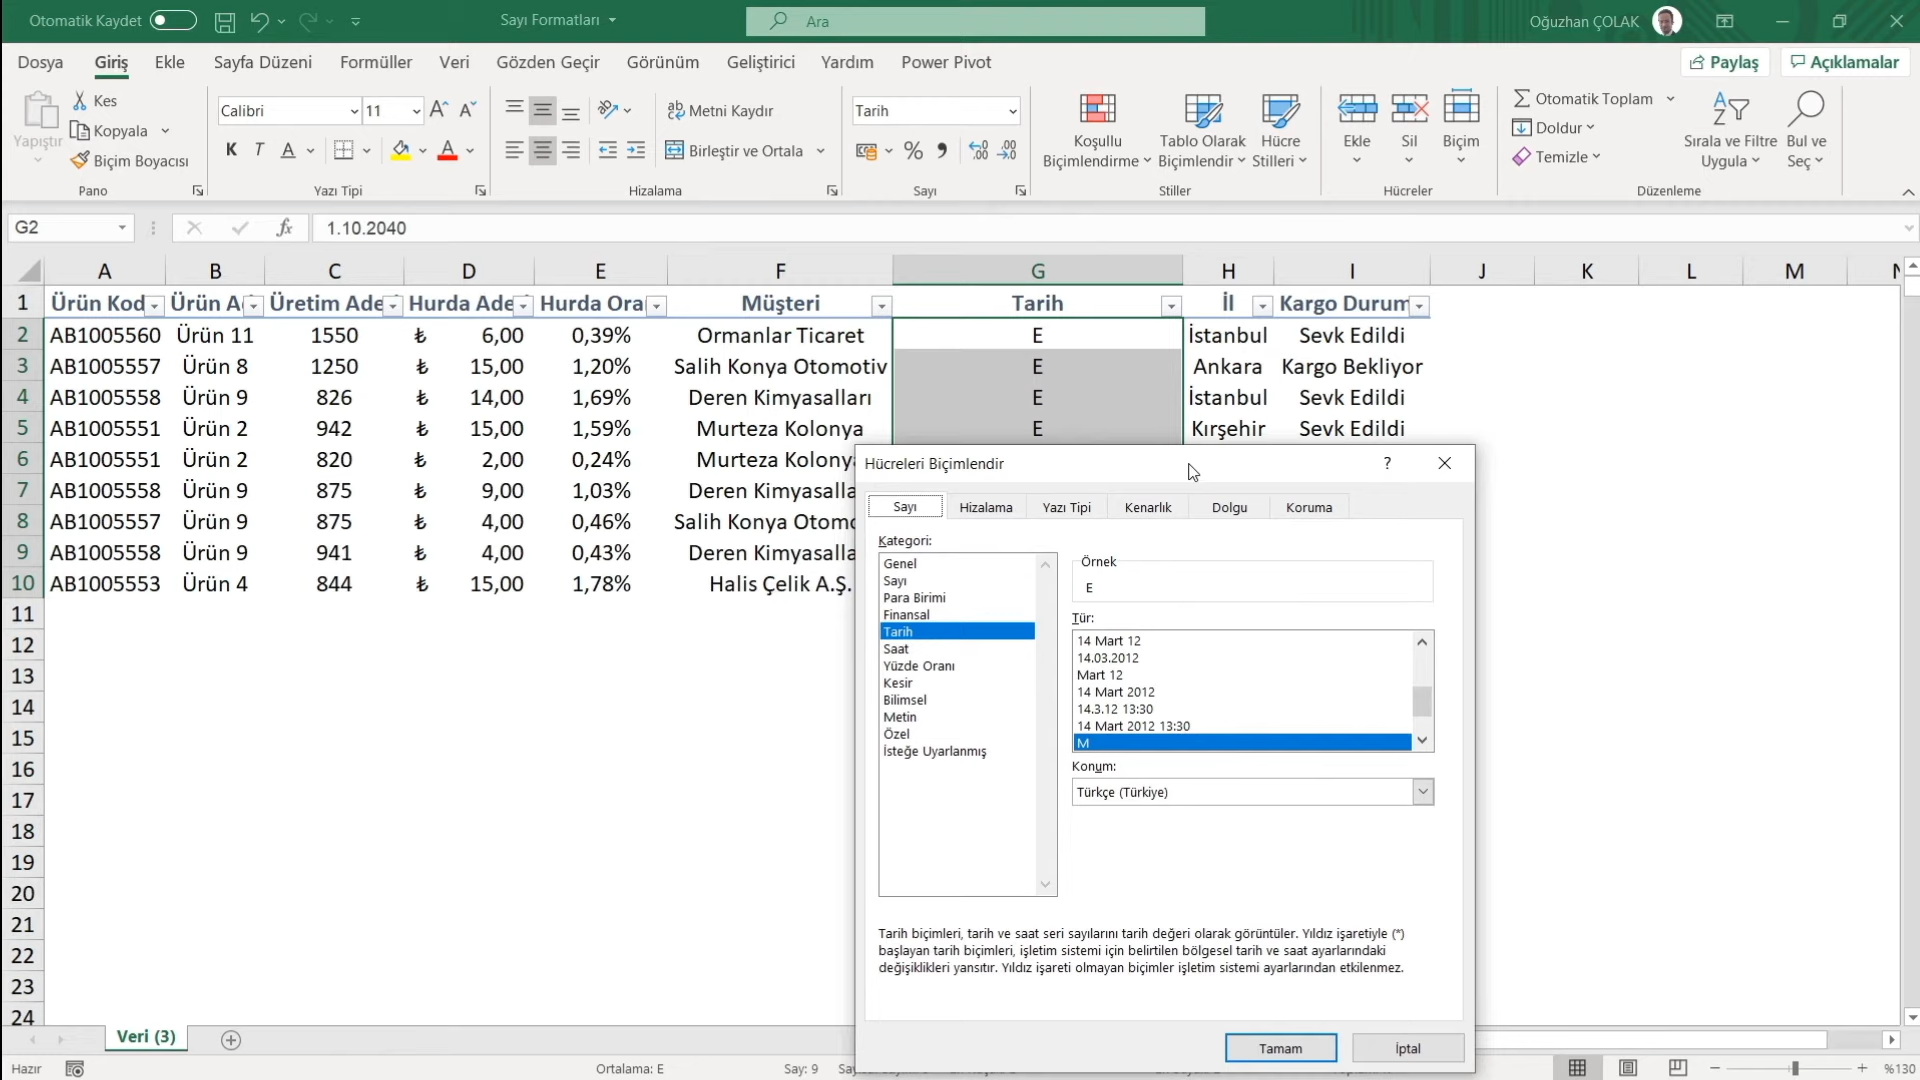 Otomatik Kaydet
Sayı Formatları
Ara
Oğuzhan ÇOLAK
Dosya Giriş Ekle Sayfa Düzeni Formüller Veri Gözden Geçir Görünüm Geliştirici Yardım Power Pivot
Paylaş Açıklamalar
Yapıştır
Kes
Kopyala
Biçim Boyacısı
Pano
Calibri 11
K T A
Yazı Tipi
Metni Kaydır
Birleştir ve Ortala
Hizalama
Tarih
Sayı
Koşullu Biçimlendirme
Tablo Olarak Biçimlendir
Hücre Stilleri
Stiller
Ekle Sil Biçim
Hücreler
Otomatik Toplam
Doldur
Temizle
Sırala ve Filtre Uygula
Bul ve Seç
Düzenleme
G2 fx 1.10.2040
A B C D E F G H I J K L M
1 Ürün Kod Ürün A Üretim Ade Hurda Ade Hurda Ora Müşteri Tarih İl Kargo Durum
2 AB1005560 Ürün 11 1550 ₺ 6,00 0,39% Ormanlar Ticaret E İstanbul Sevk Edildi
3 AB1005557 Ürün 8 1250 ₺ 15,00 1,20% Salih Konya Otomotiv E Ankara Kargo Bekliyor
4 AB1005558 Ürün 9 826 ₺ 14,00 1,69% Deren Kimyasalları E İstanbul Sevk Edildi
5 AB1005551 Ürün 2 942 ₺ 15,00 1,59% Murteza Kolonya E Kırşehir Sevk Edildi
6 AB1005551 Ürün 2 820 ₺ 2,00 0,24% Murteza Kolony
7 AB1005558 Ürün 9 875 ₺ 9,00 1,03% Deren Kimyasalla
8 AB1005557 Ürün 9 875 ₺ 4,00 0,46% Salih Konya Otomo
9 AB1005558 Ürün 9 941 ₺ 4,00 0,43% Deren Kimyasalla
10 AB1005553 Ürün 4 844 ₺ 15,00 1,78% Halis Çelik A.Ş.
11
12
13
14
15
16
17
18
19
20
21
22
23
24
Hücreleri Biçimlendir ?
Sayı Hizalama Yazı Tipi Kenarlık Dolgu Koruma
Kategori:
Genel
Sayı
Para Birimi
Finansal
Tarih
Saat
Yüzde Oranı
Kesir
Bilimsel
Metin
Özel
İsteğe Uyarlanmış
Örnek
E
Tür:
14 Mart 12
14.03.2012
Mart 12
14 Mart 2012
14.3.12 13:30
14 Mart 2012 13:30
M
Konum:
Türkçe (Türkiye)
Tarih biçimleri, tarih ve saat seri sayılarını tarih değeri olarak görüntüler. Yıldız işaretiyle (*)
başlayan tarih biçimleri, işletim sistemi için belirtilen bölgesel tarih ve saat ayarlarındaki
değişiklikleri yansıtır. Yıldız işareti olmayan biçimler işletim sistemi ayarlarından etkilenmez.
Tamam İptal
Veri (3)
Hazır
Ortalama: E
Say: 9
%130